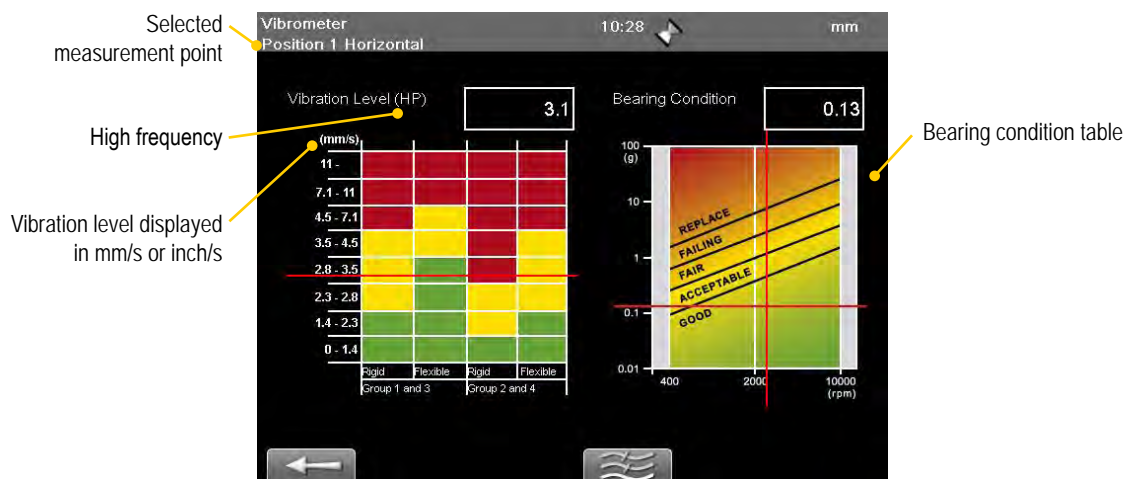 Selected
measurement point
High frequency
Vibration level displayed
in mm/s or inch/s
Vibrometer
10:28
mm
Position 1 Horizontal
Vibration Level (HP)
3.1
(mm/s)
11 -
7.1 - 11
4.5 - 7.1
3.5 - 4.5
2.8 - 3.5
2.3 - 2.8
1.4 - 2.3
0 - 1.4
Rigid
Flexible
Rigid
Flexible
Group 1 and 3
Group 2 and 4
Bearing Condition
0.13
100
(g)
10
1
0.1
0.01
REPLACE
FAILING
FAIR
ACCEPTABLE
GOOD
400
2000
10000
(rpm)
Bearing condition table